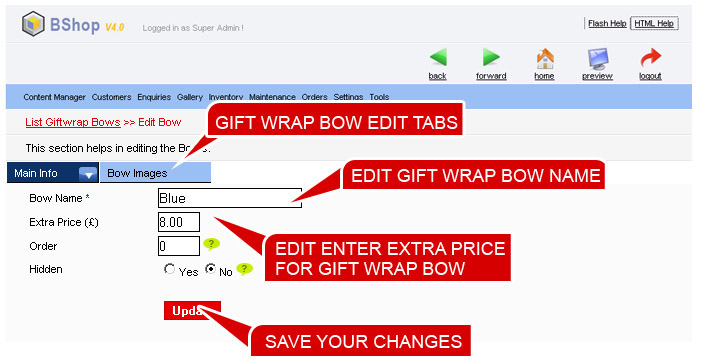 BShop V4.0
Logged in as Super Admin !
Flash Help
HTML Help
back
forward
home
preview
logout
Content Manager Customers Enquiries Gallery Inventory Maintenance Orders Settings Tools
List Giftwrap Bows >> Edit Bow
GIFT WRAP BOW EDIT TABS
This section helps in editing the
Main Info
Bow Images
EDIT GIFT WRAP BOW NAME
Bow Name *
Blue
Extra Price (£)
8.00
EDIT ENTER EXTRA PRICE
FOR GIFT WRAP BOW
Order
0
?
Hidden
Yes
No
?
Upda
SAVE YOUR CHANGES